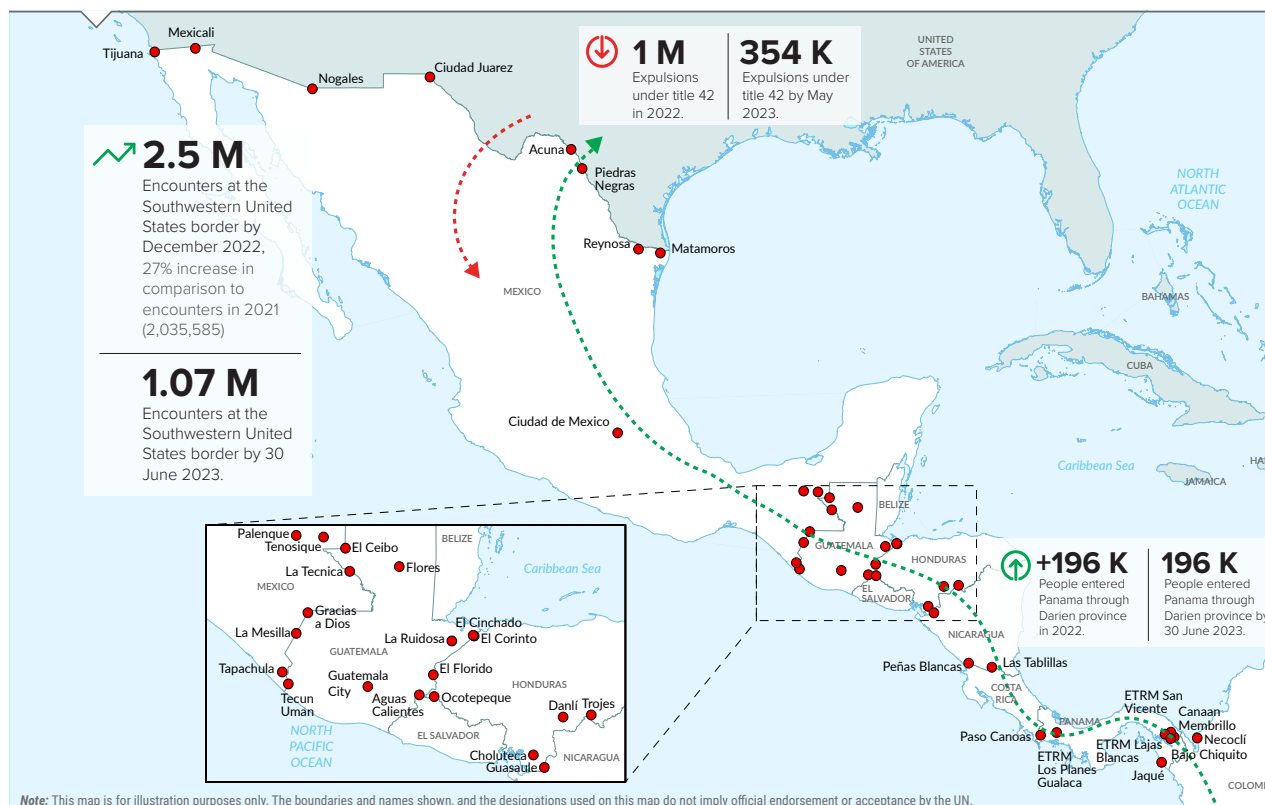 Mexicali
Tijuana
Nogales
Ciudad Juarez
1 M
Expulsions
under title 42
in 2022.
354 K
Expulsions under
title 42 by May
2023.
UNITED
STATES
OF AMERICA
2.5 M
Encounters at the
Southwestern United
States border by
December 2022,
27% increase in
comparison to
encounters in 2021
(2,035,585)
1.07 M
Encounters at the
Southwestern United
States border by 30
June 2023.
Acuna
Piedras
Negras
Reynosa
Matamoros
MEXICO
NORTH
ATLANTIC
OCEAN
BAHAMAS
CUBA
Ciudad de Mexico
Caribbean Sea
JAMAICA
BELIZE
GUATEMALA
HONDURAS
EL
SALVADOR
NICARAGUA
+196 K
People entered
Panama through
Darien province
in 2022.
196 K
People entered
Panama through
Darien province by
30 June 2023.
Peñas Blancas
Las Tablillas
COSTA
RICA
PANAMA
Paso Canoas
ETRM
Los Planes
Gualaca
ETRM San
Vicente
Canaan
Membrillo
Necoclí
ETRM Lajas
Blancas
Bajo Chiquito
Jaqué
COLOM
Palenque
Tenosique
El Ceibo
BELIZE
Flores
La Tecnica
MEXICO
Caribbean Sea
Gracias
a Dios
La Mesilla
GUATEMALA
La Ruidosa
El Cinchado
El Corinto
Tapachula
Tecun
Uman
Guatemala
City
El Florido
Aguas
Calientes
Ocotepeque
HONDURAS
Danlí
Trojes
EL SALVADOR
Choluteca
Guasaule
NICARAGUA
NORTH
PACIFIC
OCEAN
Note: This map is for illustration purposes only. The boundaries and names shown, and the designations used on this map do not imply official endorsement or acceptance by the UN.